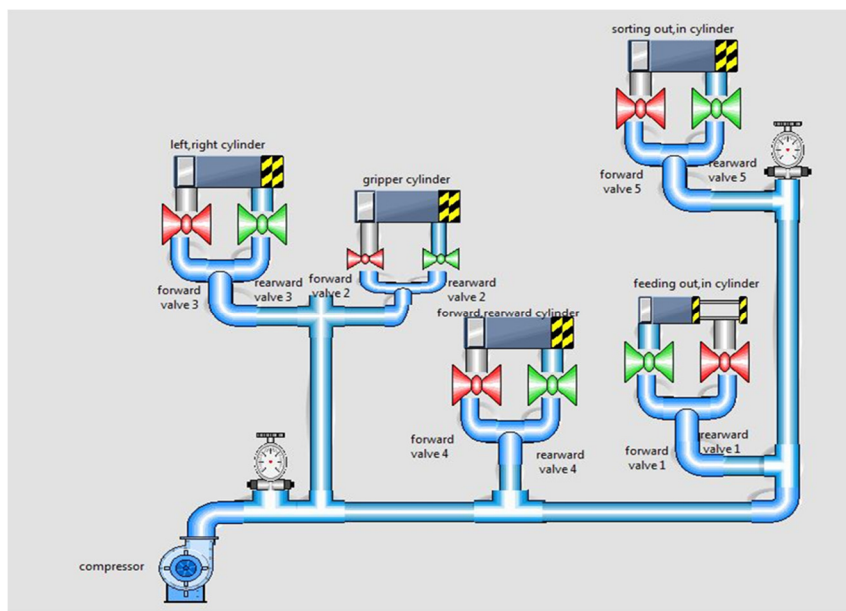 sorting out,in cylinder
left,right cylinder
gripper cylinder
forward
valve 5
rearward
valve 5
forward
valve 3
rearward
valve 3
forward
valve 2
rearward
valve 2
feeding out,in cylinder
forward,rearward cylinder
forward
valve 4
rearward
valve 4
forward
valve 1
rearward
valve 1
compressor